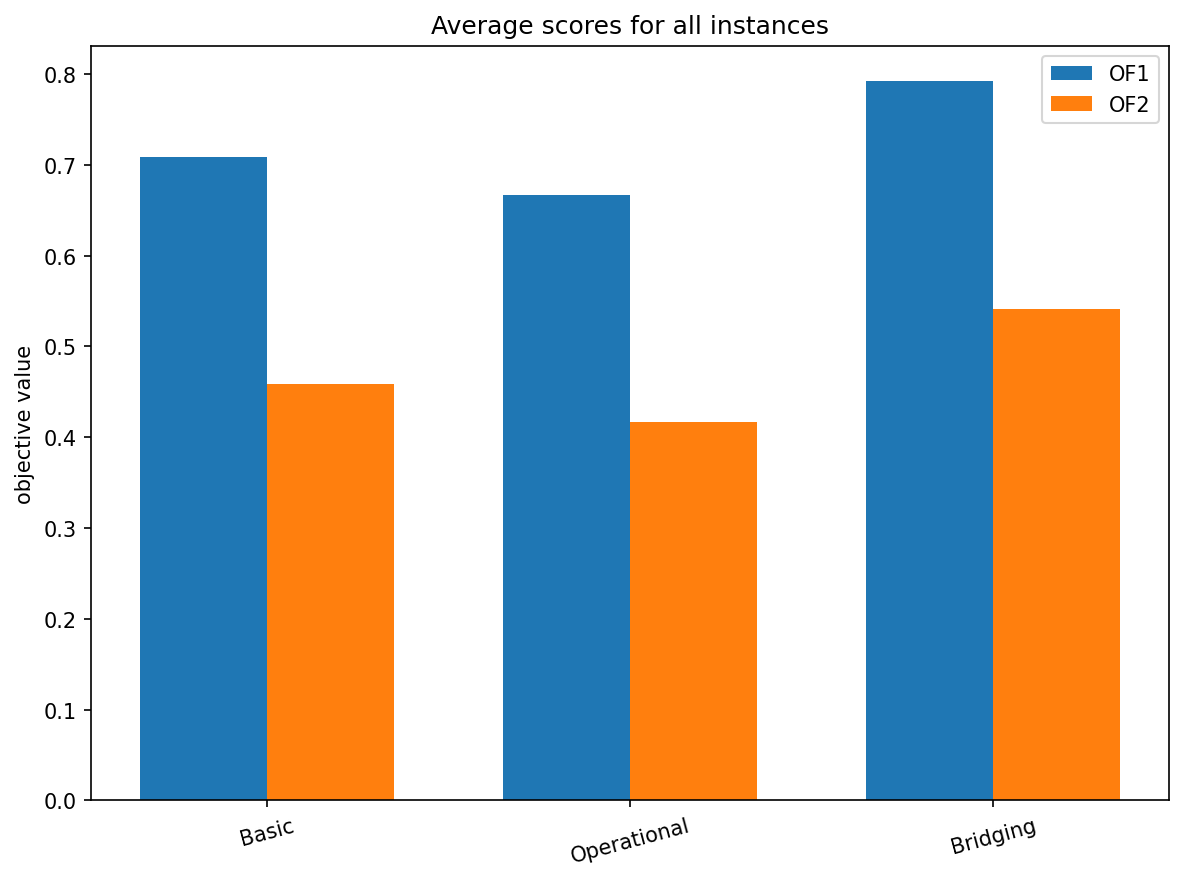 Average scores for all instances
OF1
OF2
objective value
0.8
0.7
0.6
0.5
0.4
0.3
0.2
0.1
0.0
Basic
Operational
Bridging